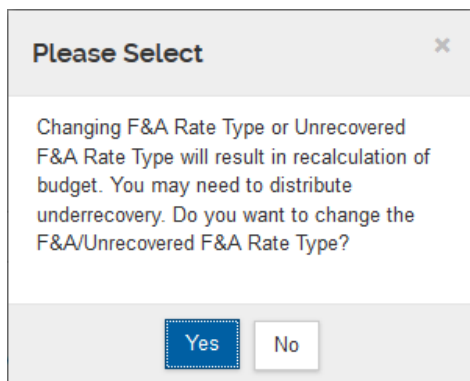 Please Select ×
Changing F&A Rate Type or Unrecovered
F&A Rate Type will result in recalculation of
budget. You may need to distribute
underrecovery. Do you want to change the
F&A/Unrecovered F&A Rate Type?
Yes No